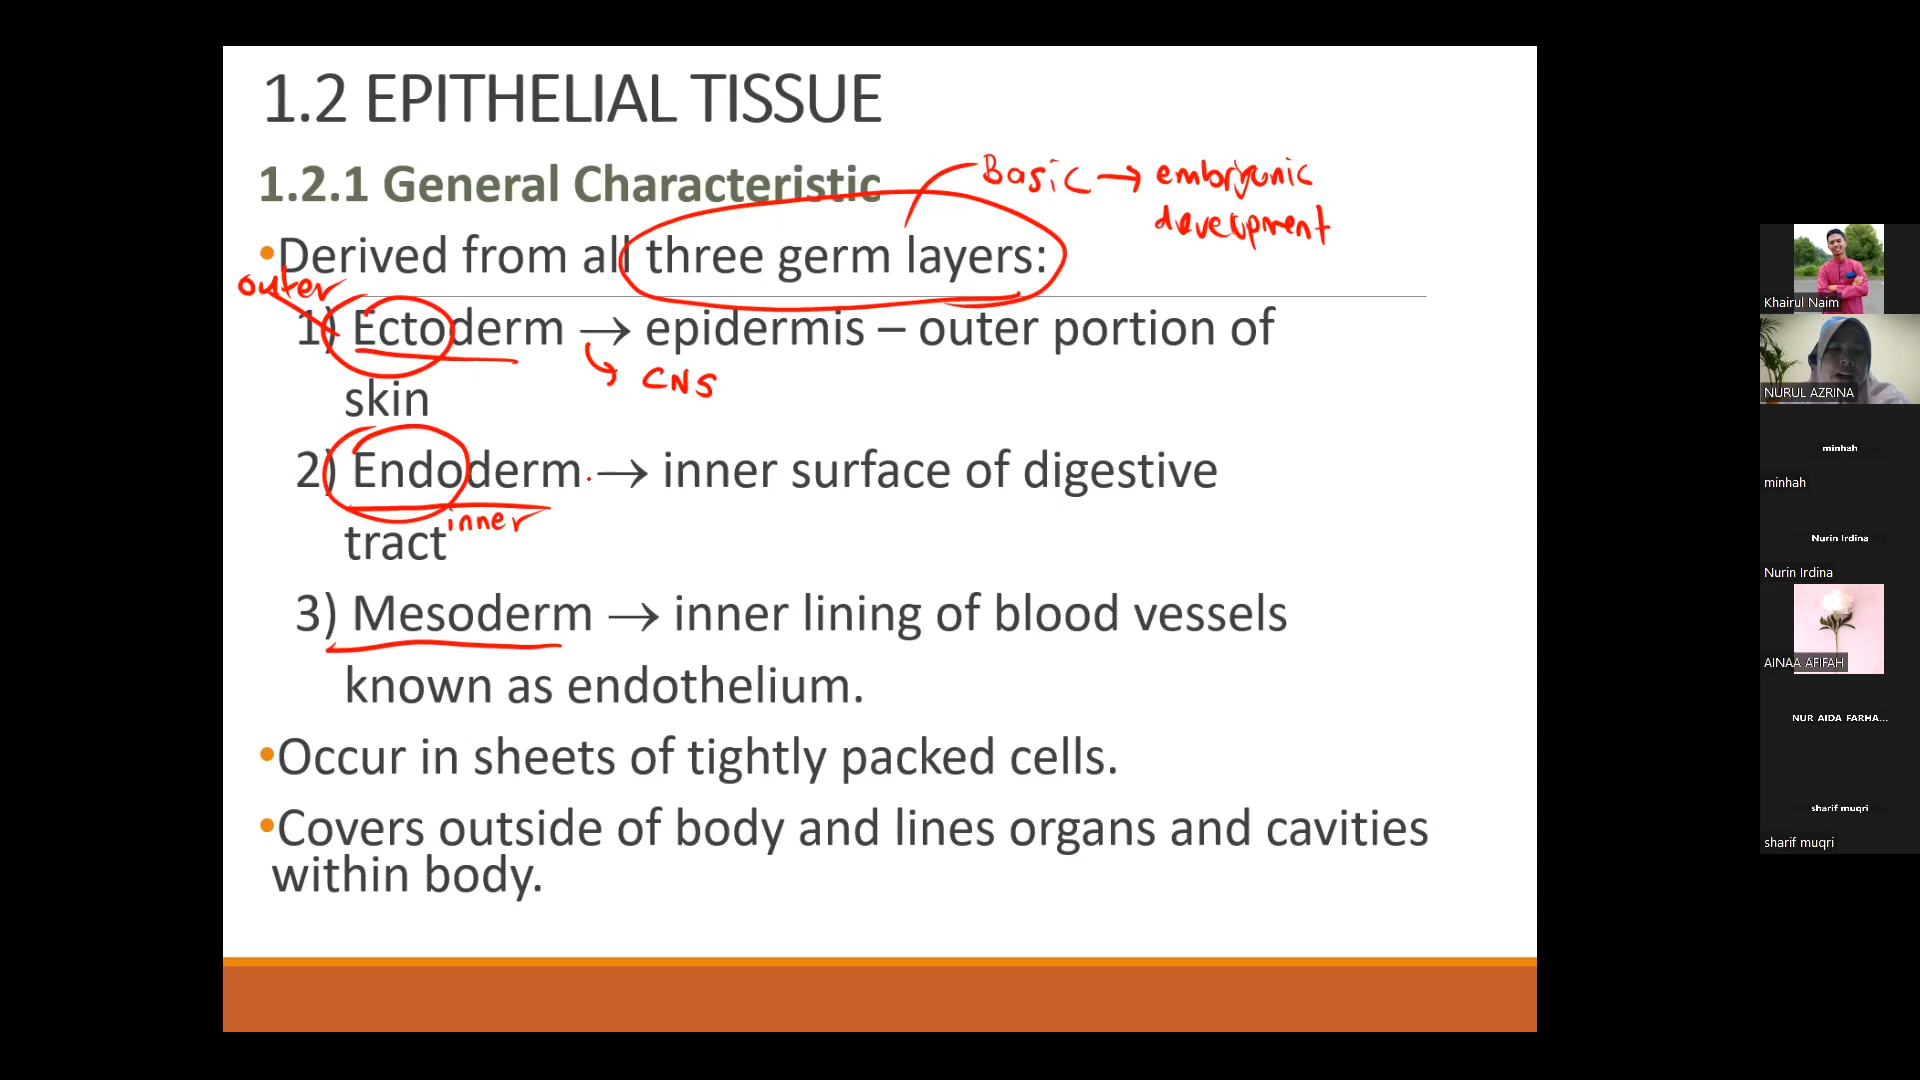 1.2 EPITHELIAL TISSUE
1.2.1 General Characteristic
Basic → embryonic
development
•Derived from all three germ layers:
outer
1) Ectoderm → epidermis – outer portion of
CNS
skin
2) Endoderm → inner surface of digestive
inner
tract
3) Mesoderm → inner lining of blood vessels
known as endothelium.
•Occur in sheets of tightly packed cells.
•Covers outside of body and lines organs and cavities
within body.
Khairul Naim
NURUL AZRINA
minhah
minhah
Nurin Irdina
Nurin Irdina
AINAA AFIFAH
NUR AIDA FARHA...
sharif muqri
sharif muqri